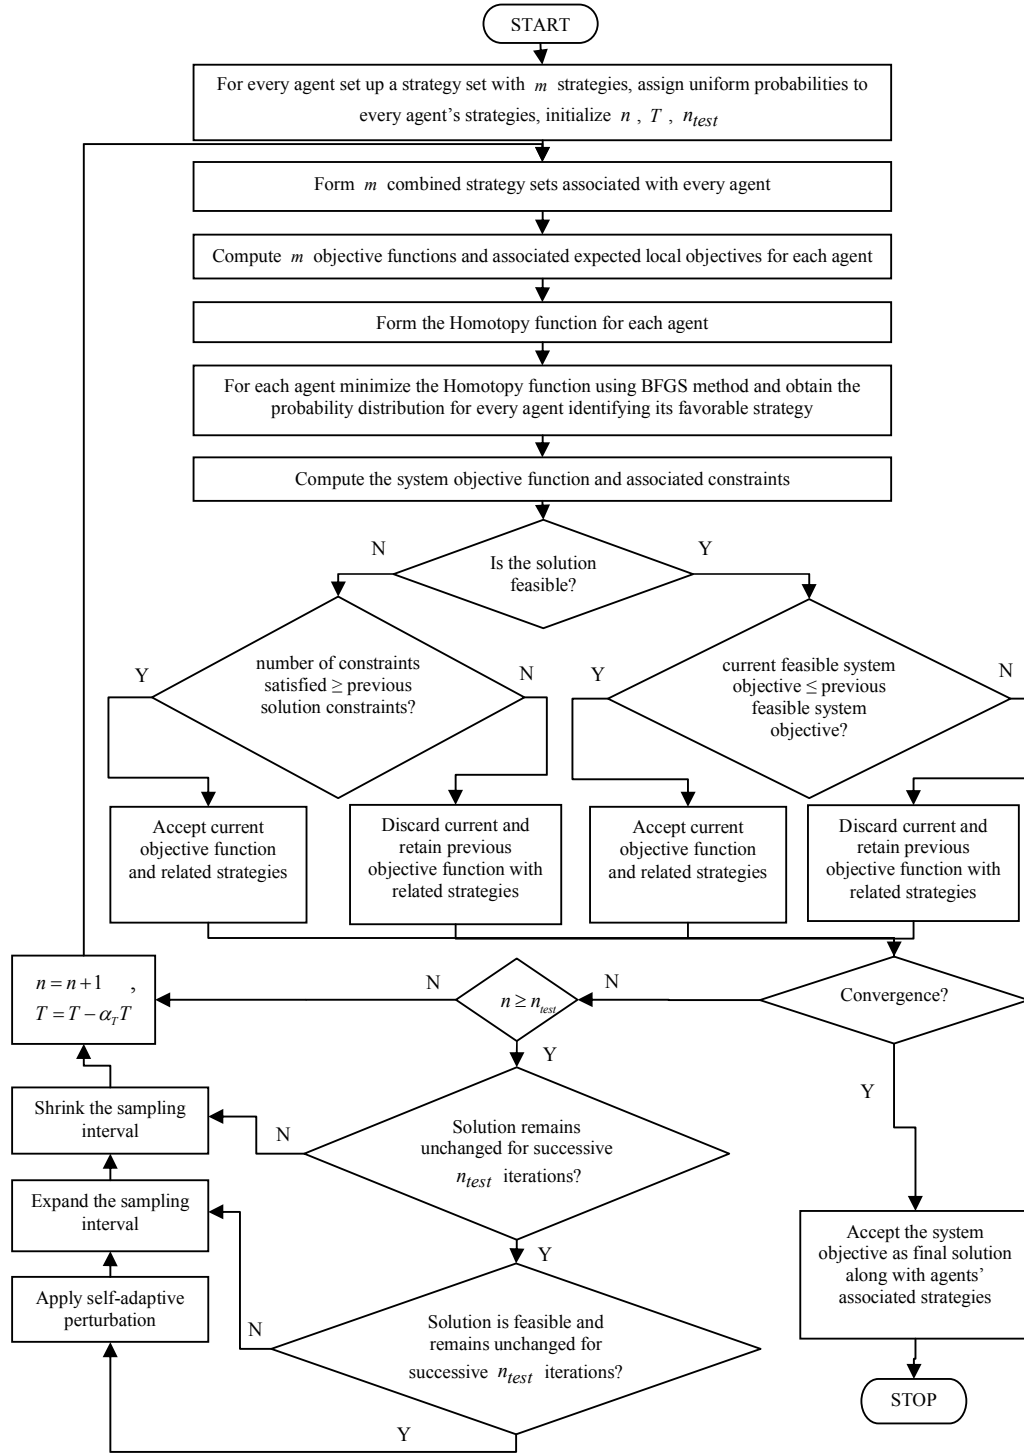 START
For every agent set up a strategy set with m strategies, assign uniform probabilities to
every agent’s strategies, initialize n , T , n_test
Form m combined strategy sets associated with every agent
Compute m objective functions and associated expected local objectives for each agent
Form the Homotopy function for each agent
For each agent minimize the Homotopy function using BFGS method and obtain the
probability distribution for every agent identifying its favorable strategy
Compute the system objective function and associated constraints
N
Y
Is the solution
feasible?
Y
number of constraints
satisfied ≥ previous
solution constraints?
N
Y
current feasible system
objective ≤ previous
feasible system
objective?
N
Accept current
objective function
and related strategies
Discard current and
retain previous
objective function with
related strategies
Accept current
objective function
and related strategies
Discard current and
retain previous
objective function with
related strategies
n = n + 1 ,
T = T − α_T T
N
n ≥ n_test
N
Convergence?
Y
Y
Shrink the sampling
interval
N
Solution remains
unchanged for successive
n_test iterations?
Expand the sampling
interval
Y
Accept the system
objective as final solution
along with agents’
associated strategies
Apply self-adaptive
perturbation
N
Solution is feasible and
remains unchanged for
successive n_test iterations?
Y
STOP